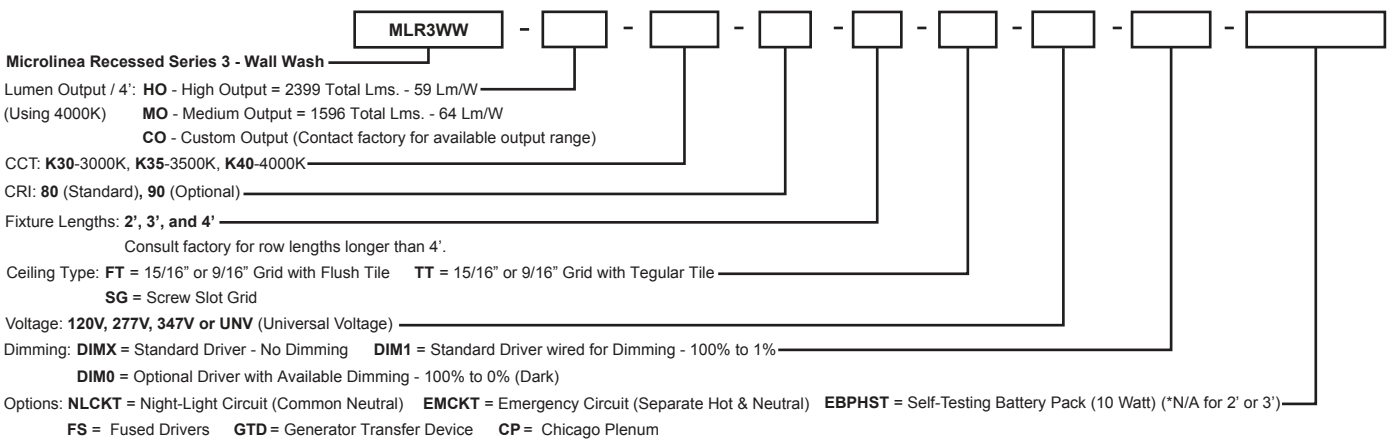 MLR3WW - - - - - - - -
Microlinea Recessed Series 3 - Wall Wash
Lumen Output / 4’: HO - High Output = 2399 Total Lms. - 59 Lm/W
(Using 4000K) MO - Medium Output = 1596 Total Lms. - 64 Lm/W
CO - Custom Output (Contact factory for available output range)
CCT: K30-3000K, K35-3500K, K40-4000K
CRI: 80 (Standard), 90 (Optional)
Fixture Lengths: 2’, 3’, and 4’
Consult factory for row lengths longer than 4’.
Ceiling Type: FT = 15/16” or 9/16” Grid with Flush Tile TT = 15/16” or 9/16” Grid with Tegular Tile
SG = Screw Slot Grid
Voltage: 120V, 277V, 347V or UNV (Universal Voltage)
Dimming: DIMX = Standard Driver - No Dimming DIM1 = Standard Driver wired for Dimming - 100% to 1%
DIM0 = Optional Driver with Available Dimming - 100% to 0% (Dark)
Options: NLCKT = Night-Light Circuit (Common Neutral) EMCKT = Emergency Circuit (Separate Hot & Neutral) EBPHST = Self-Testing Battery Pack (10 Watt) (*N/A for 2’ or 3’)
FS = Fused Drivers GTD = Generator Transfer Device CP = Chicago Plenum